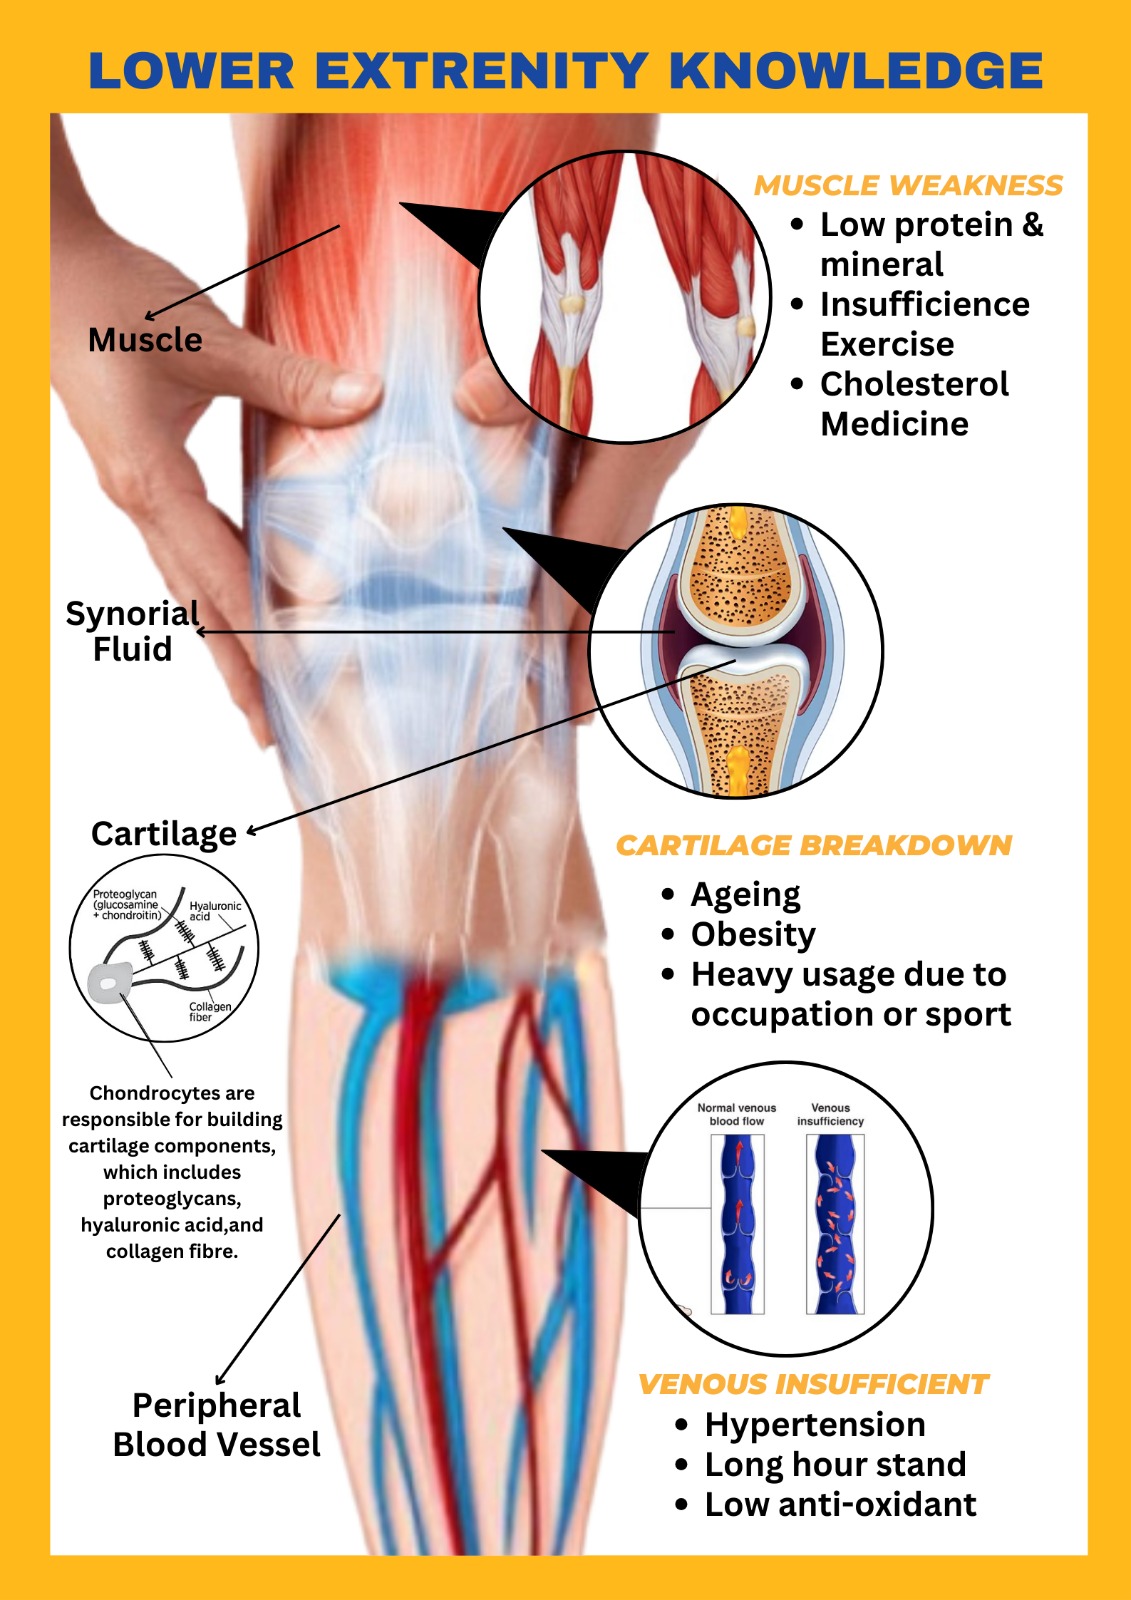 LOWER EXTRENITY KNOWLEDGE
MUSCLE WEAKNESS
• Low protein &
mineral
• Insufficience
Exercise
• Cholesterol
Medicine
Muscle
Synorial
Fluid
Cartilage
Proteoglycan
(glucosamine
+ chondroitin)
Hyaluronic
acid
Collagen
fiber
Chondrocytes are
responsible for building
cartilage components,
which includes
proteoglycans,
hyaluronic acid,and
collagen fibre.
CARTILAGE BREAKDOWN
• Ageing
• Obesity
• Heavy usage due to
occupation or sport
Normal venous
blood flow
Venous
insufficiency
Peripheral
Blood Vessel
VENOUS INSUFFICIENT
• Hypertension
• Long hour stand
• Low anti-oxidant